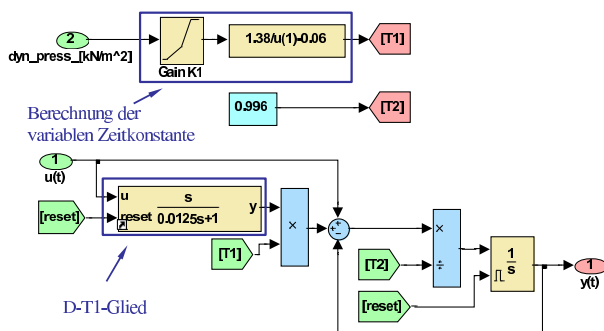 2
dyn_press_[kN/m^2]
Gain K1
1.38/u(1)-0.06
[T1]
Berechnung der
variablen Zeitkonstante
0.996
[T2]
1
u(t)
[reset]
u
reset
s
0.0125s+1
y
×
[T1]
D-T1-Glied
+
+
−
[T2]
×
÷
[reset]
1
s
1
y(t)